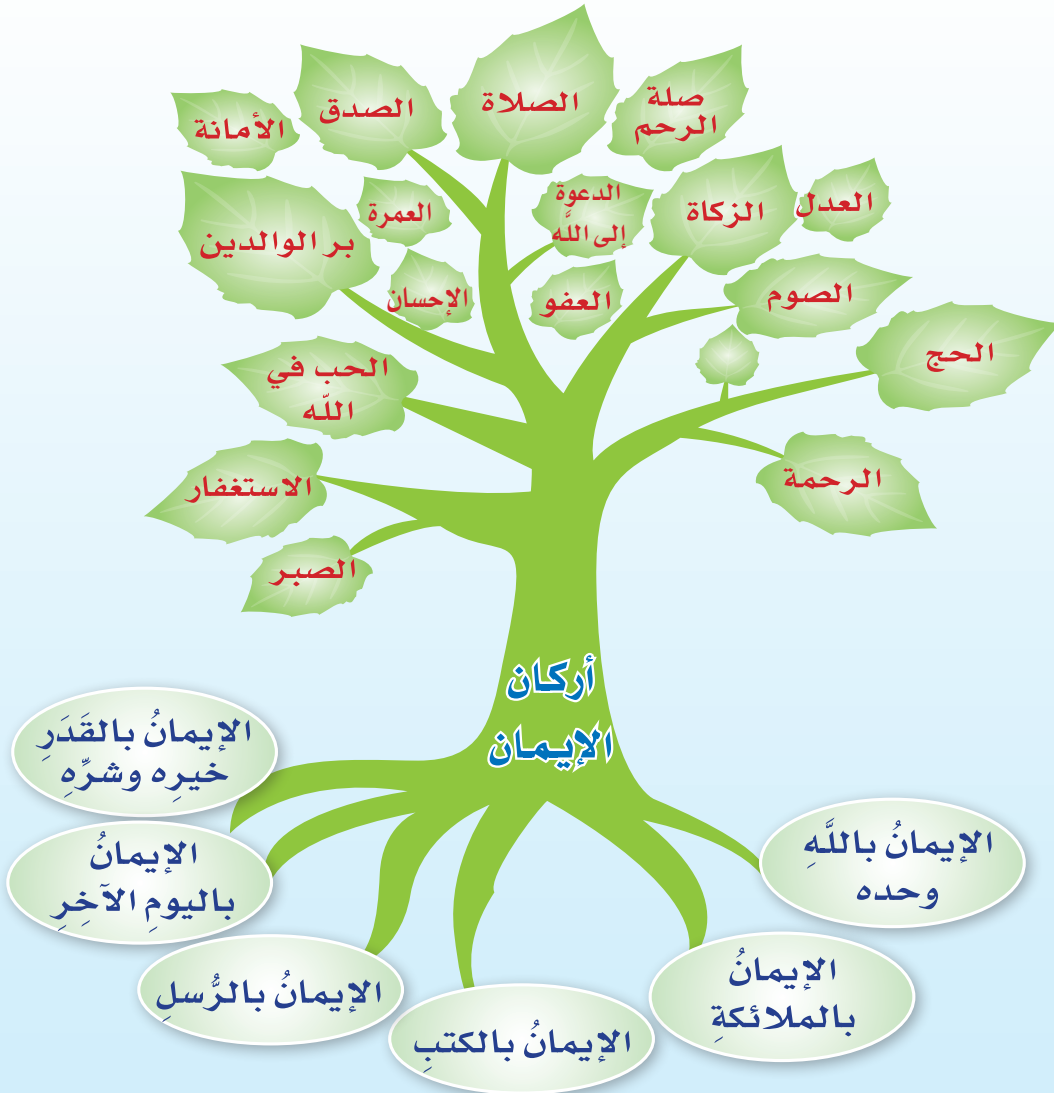 صلة
الرحم
الصلاة
الصدق
الأمانة
العدل
الزكاة
الدعوة
إلى اللَّه
العمرة
بر الوالدين
الصوم
العفو
الإحسان
الحج
الحب في
اللّه
الرحمة
الاستغفار
الصبر
أركان
الإيمان
الإيمانُ باللَّهِ
وحده
الإيمانُ
بالملائكةِ
الإيمانُ بالكتبِ
الإيمانُ بالرُّسلِ
الإيمانُ
باليومِ الآخِرِ
الإيمانُ بالقَدَرِ
خيرِه وشرِّهِ